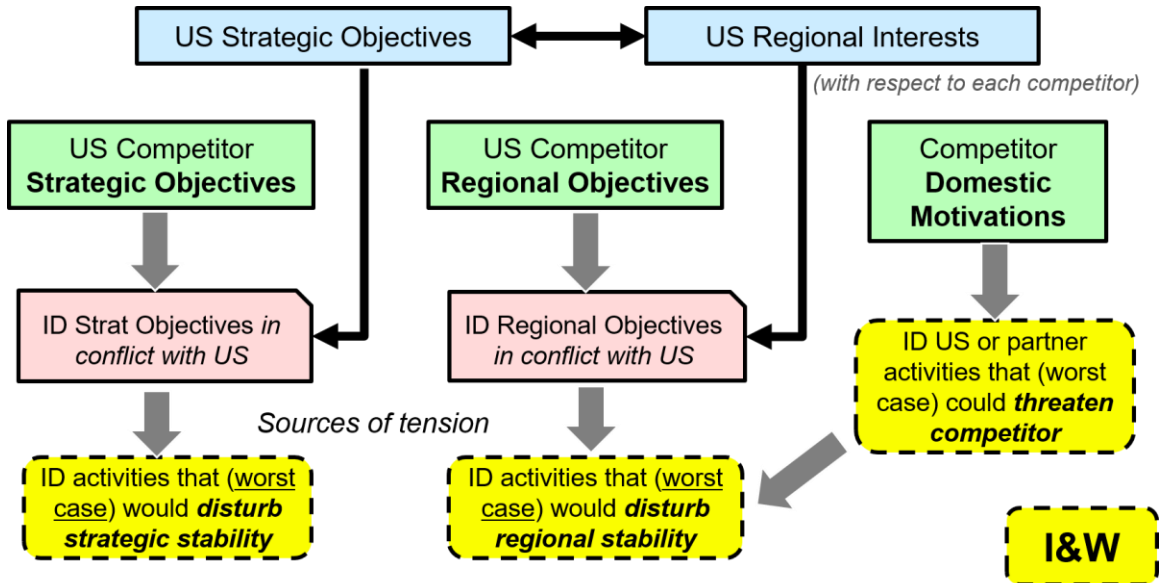 US Strategic Objectives
US Regional Interests
(with respect to each competitor)
US Competitor
Strategic Objectives
US Competitor
Regional Objectives
Competitor
Domestic
Motivations
ID Strat Objectives in
conflict with US
ID Regional Objectives
in conflict with US
ID US or partner
activities that (worst
case) could threaten
competitor
Sources of tension
ID activities that (worst
case) would disturb
strategic stability
ID activities that (worst
case) would disturb
regional stability
I&W